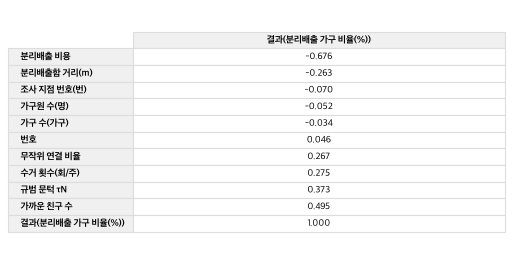 결과(분리배출 가구 비율(%))
분리배출 비용 -0.676
분리배출함 거리(m) -0.263
조사 지점 번호(번) -0.070
가구원 수(명) -0.052
가구 수(가구) -0.034
번호 0.046
무작위 연결 비율 0.267
수거 횟수(회/주) 0.275
규범 문턱 τN 0.373
가까운 친구 수 0.495
결과(분리배출 가구 비율(%)) 1.000